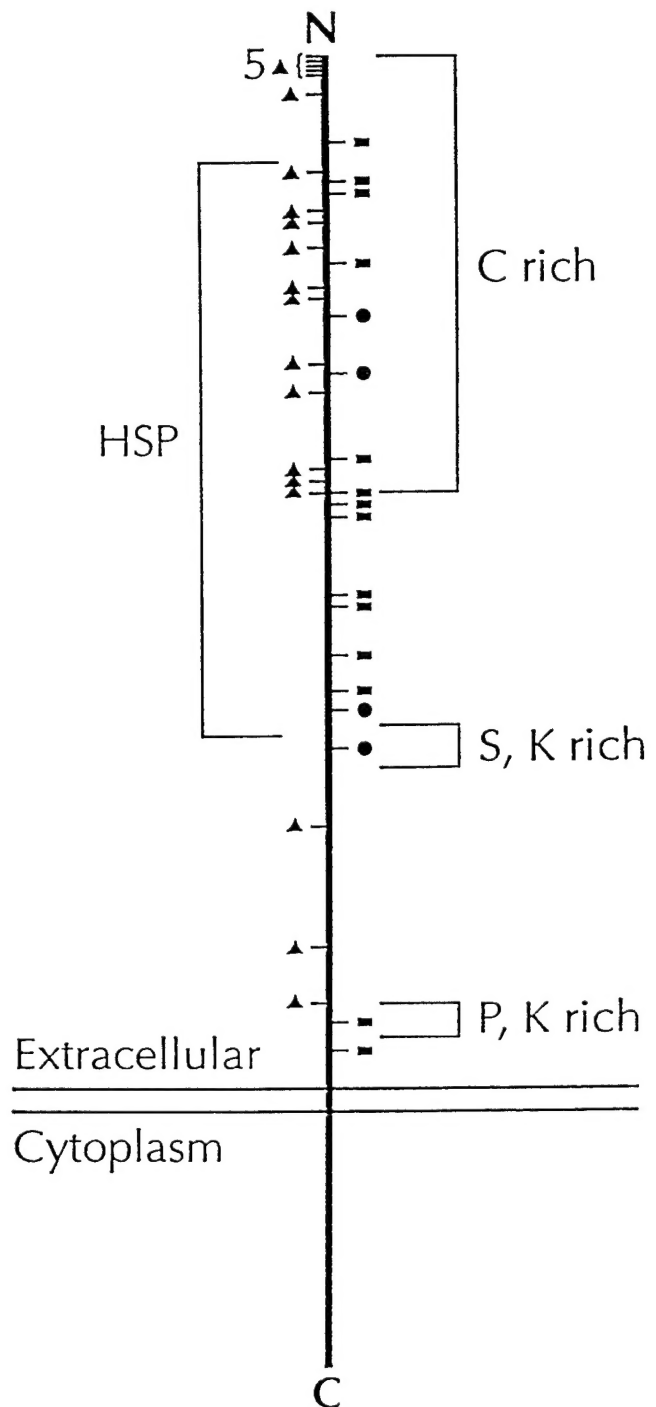 N
5
C rich
HSP
S, K rich
P, K rich
Extracellular
Cytoplasm
C